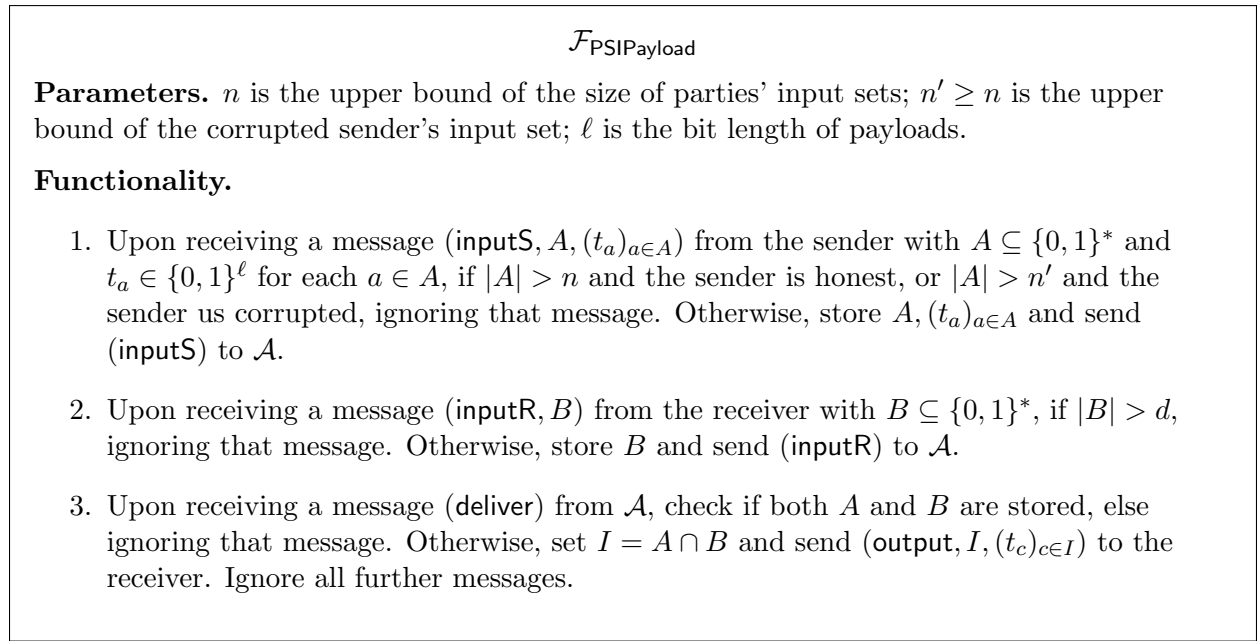 𝓕PSIPayload
Parameters. n is the upper bound of the size of parties' input sets; n′ ≥ n is the upper
bound of the corrupted sender's input set; ℓ is the bit length of payloads.
Functionality.
1. Upon receiving a message (inputS, A, (t_a)_{a∈A}) from the sender with A ⊆ {0, 1}* and
t_a ∈ {0, 1}^ℓ for each a ∈ A, if |A| > n and the sender is honest, or |A| > n′ and the
sender us corrupted, ignoring that message. Otherwise, store A, (t_a)_{a∈A} and send
(inputS) to 𝒜.
2. Upon receiving a message (inputR, B) from the receiver with B ⊆ {0, 1}*, if |B| > d,
ignoring that message. Otherwise, store B and send (inputR) to 𝒜.
3. Upon receiving a message (deliver) from 𝒜, check if both A and B are stored, else
ignoring that message. Otherwise, set I = A ∩ B and send (output, I, (t_c)_{c∈I}) to the
receiver. Ignore all further messages.